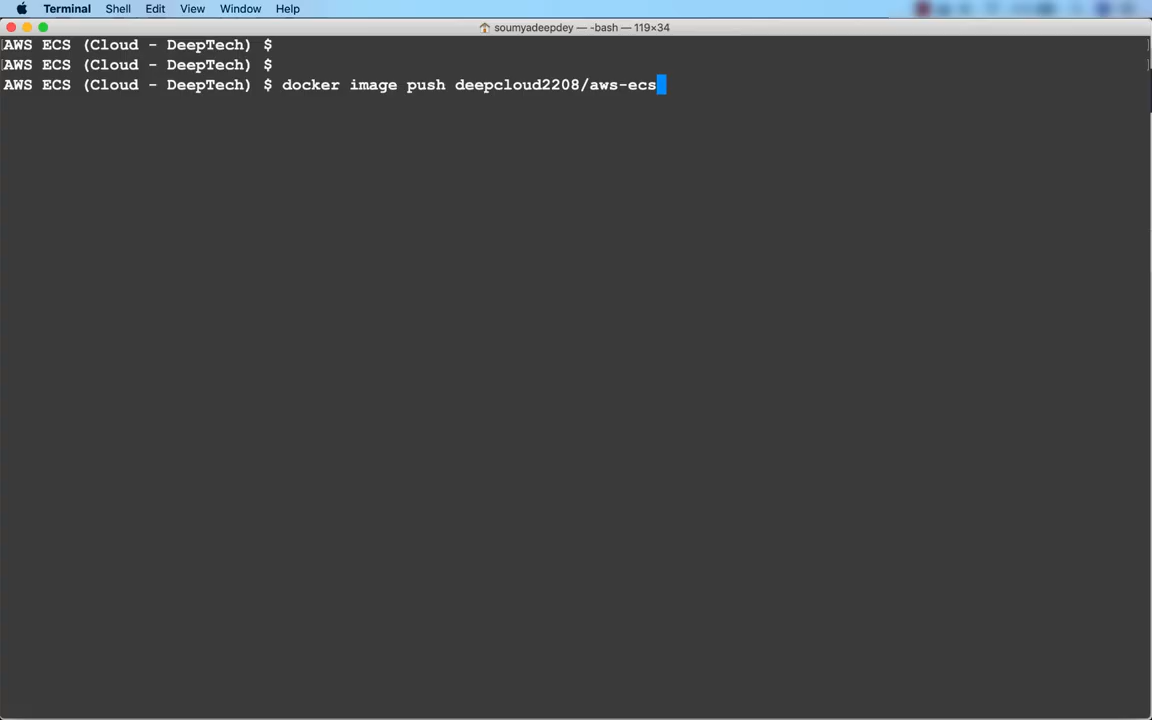 Terminal Shell Edit View Window Help
soumyadeepdey — -bash — 119×34
AWS ECS (Cloud - DeepTech) $
AWS ECS (Cloud - DeepTech) $
AWS ECS (Cloud - DeepTech) $ docker image push deepcloud2208/aws-ecs